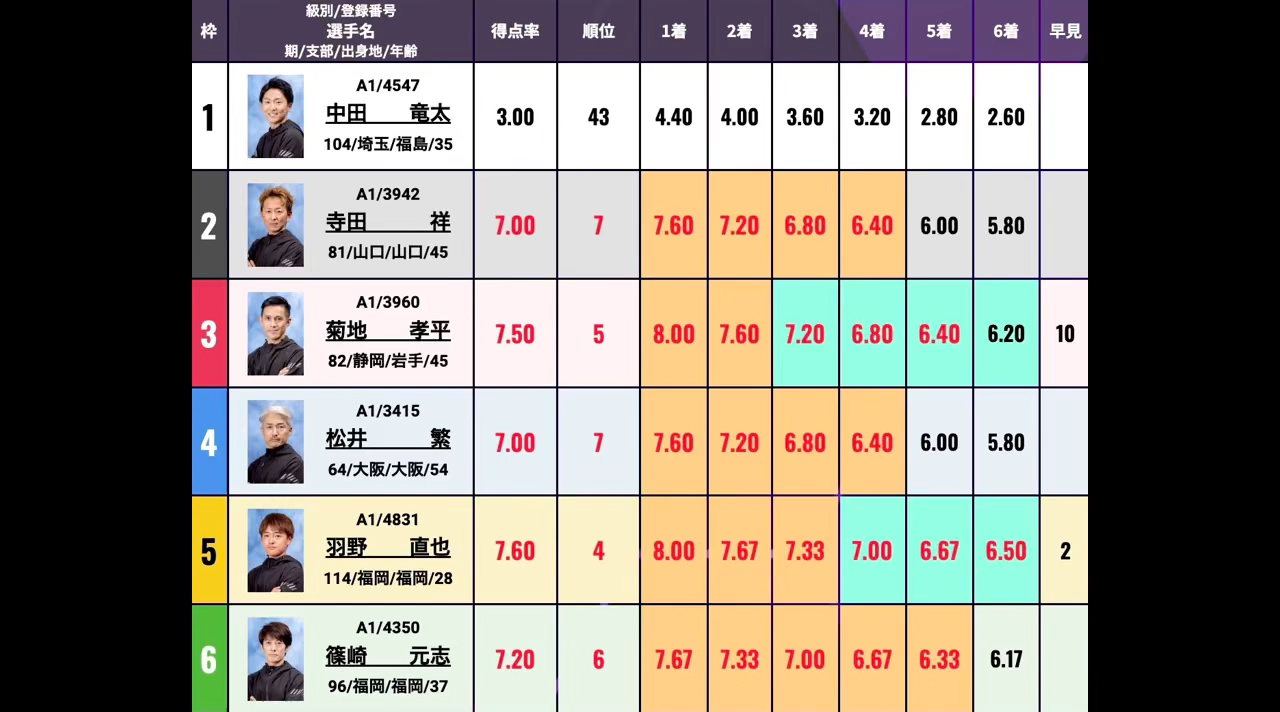 枠 級別/登録番号 選手名 期/支部/出身地/年齢 得点率 順位 1着 2着 3着 4着 5着 6着 早見
1
A1/4547
中田 竜太
104/埼玉/福島/35
3.00 43 4.40 4.00 3.60 3.20 2.80 2.60
2
A1/3942
寺田 祥
81/山口/山口/45
7.00 7 7.60 7.20 6.80 6.40 6.00 5.80
3
A1/3960
菊地 孝平
82/静岡/岩手/45
7.50 5 8.00 7.60 7.20 6.80 6.40 6.20 10
4
A1/3415
松井 繁
64/大阪/大阪/54
7.00 7 7.60 7.20 6.80 6.40 6.00 5.80
5
A1/4831
羽野 直也
114/福岡/福岡/28
7.60 4 8.00 7.67 7.33 7.00 6.67 6.50 2
6
A1/4350
篠崎 元志
96/福岡/福岡/37
7.20 6 7.67 7.33 7.00 6.67 6.33 6.17